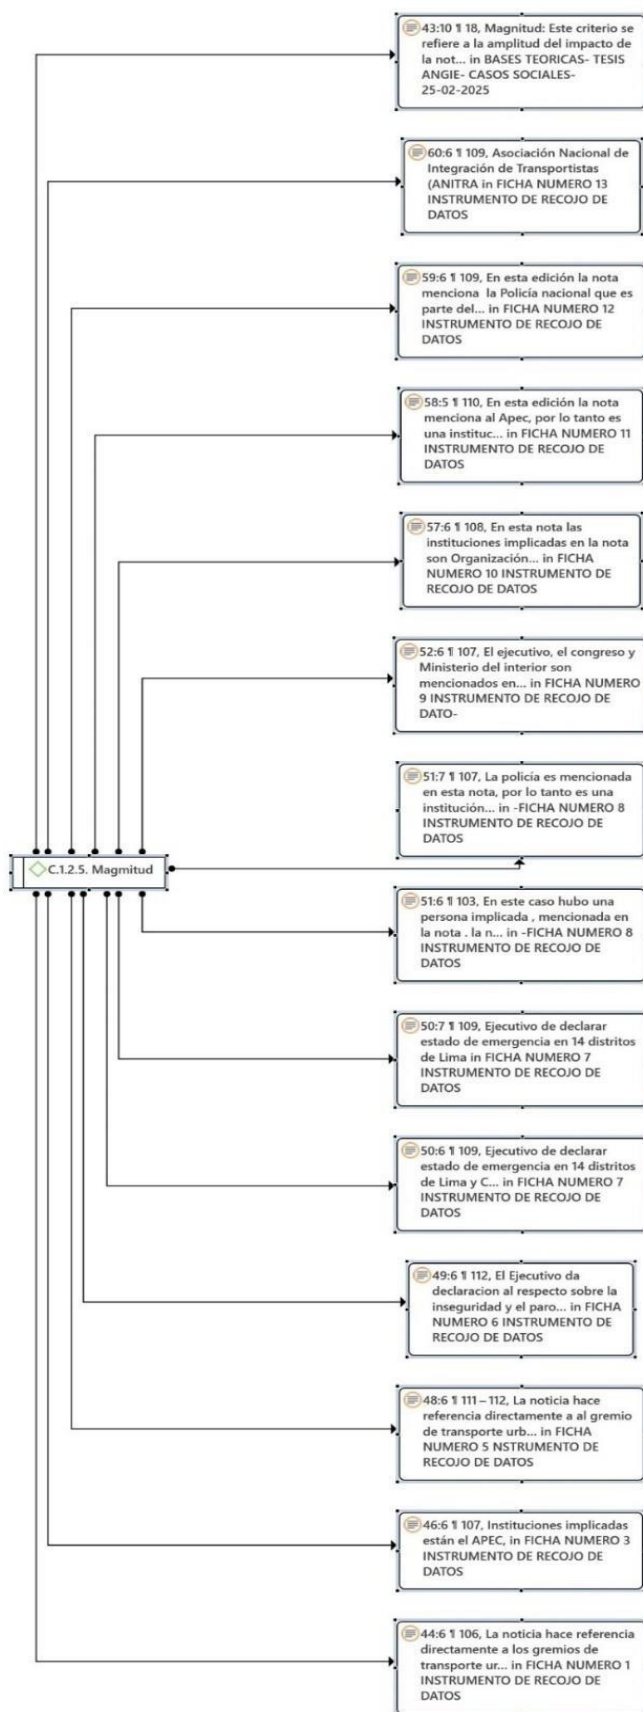 43:10 ¶ 18, Magnitud: Este criterio se
refiere a la amplitud del impacto de
la not... in BASES TEORICAS- TESIS
ANGIE- CASOS SOCIALES-
25-02-2025
60:6 ¶ 109, Asociación Nacional de
Integración de Transportistas
(ANITRA in FICHA NUMERO 13
INSTRUMENTO DE RECOJO DE
DATOS
59:6 ¶ 109, En esta edición la nota
menciona la Policía nacional que es
parte del... in FICHA NUMERO 12
INSTRUMENTO DE RECOJO DE
DATOS
58:5 ¶ 110, En esta edición la nota
menciona al Apec, por lo tanto es
una instituc... in FICHA NUMERO 11
INSTRUMENTO DE RECOJO DE
DATOS
57:6 ¶ 108, En esta nota las
instituciones implicadas en la nota
son Organización... in FICHA
NUMERO 10 INSTRUMENTO DE
RECOJO DE DATOS
52:6 ¶ 107, El ejecutivo, el congreso y
Ministerio del interior son
mencionados en... in FICHA NUMERO
9 INSTRUMENTO DE RECOJO DE
DATO-
51:7 ¶ 107, La policía es mencionada
en esta nota, por lo tanto es una
institución... in -FICHA NUMERO 8
INSTRUMENTO DE RECOJO DE
DATOS
C.1.2.5. Magmitud
51:6 ¶ 103, En este caso hubo una
persona implicada , mencionada en
la nota . la n... in -FICHA NUMERO 8
INSTRUMENTO DE RECOJO DE
DATOS
50:7 ¶ 109, Ejecutivo de declarar
estado de emergencia en 14 distritos
de Lima in FICHA NUMERO 7
INSTRUMENTO DE RECOJO DE
DATOS
50:6 ¶ 109, Ejecutivo de declarar
estado de emergencia en 14 distritos
de Lima y C... in FICHA NUMERO 7
INSTRUMENTO DE RECOJO DE
DATOS
49:6 ¶ 112, El Ejecutivo da
declaracion al respecto sobre la
inseguridad y el paro... in FICHA
NUMERO 6 INSTRUMENTO DE
RECOJO DE DATOS
48:6 ¶ 111 – 112, La noticia hace
referencia directamente a al gremio
de transporte urb... in FICHA
NUMERO 5 NSTRUMENTO DE
RECOJO DE DATOS
46:6 ¶ 107, Instituciones implicadas
están el APEC, in FICHA NUMERO 3
INSTRUMENTO DE RECOJO DE
DATOS
44:6 ¶ 106, La noticia hace referencia
directamente a los gremios de
transporte ur... in FICHA NUMERO 1
INSTRUMENTO DE RECOJO DE
DATOS